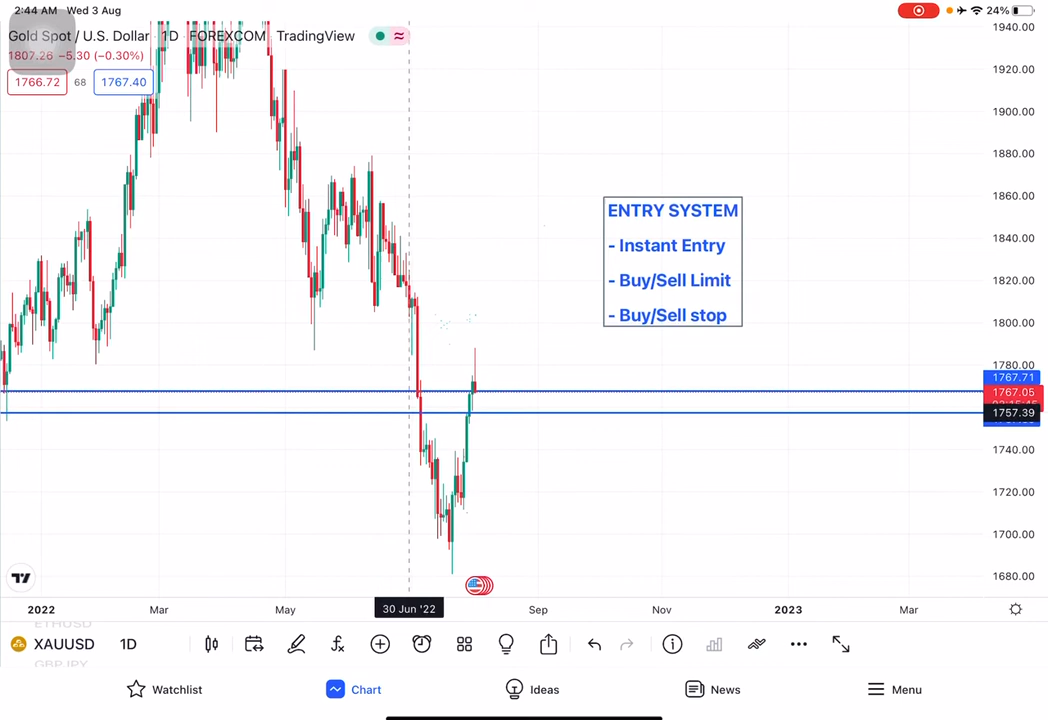 2:44 AM Wed 3 Aug
24%
Gold Spot / U.S. Dollar 1D FOREXCOM TradingView
1807.26 −5.30 (−0.30%)
1766.72 68 1767.40
ENTRY SYSTEM
- Instant Entry
- Buy/Sell Limit
- Buy/Sell stop
1940.00
1920.00
1900.00
1880.00
1860.00
1840.00
1820.00
1800.00
1780.00
1767.71
1767.05
1757.39
1740.00
1720.00
1700.00
1680.00
2022 Mar May 30 Jun '22 Sep Nov 2023 Mar
ETHUSD
XAUUSD 1D
GBPJPY
Watchlist Chart Ideas News Menu